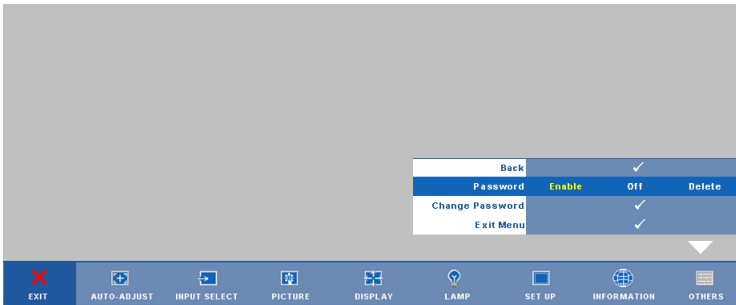 Back
Password Enable Off Delete
Change Password
Exit Menu
EXIT AUTO-ADJUST INPUT SELECT PICTURE DISPLAY LAMP SET UP INFORMATION OTHERS